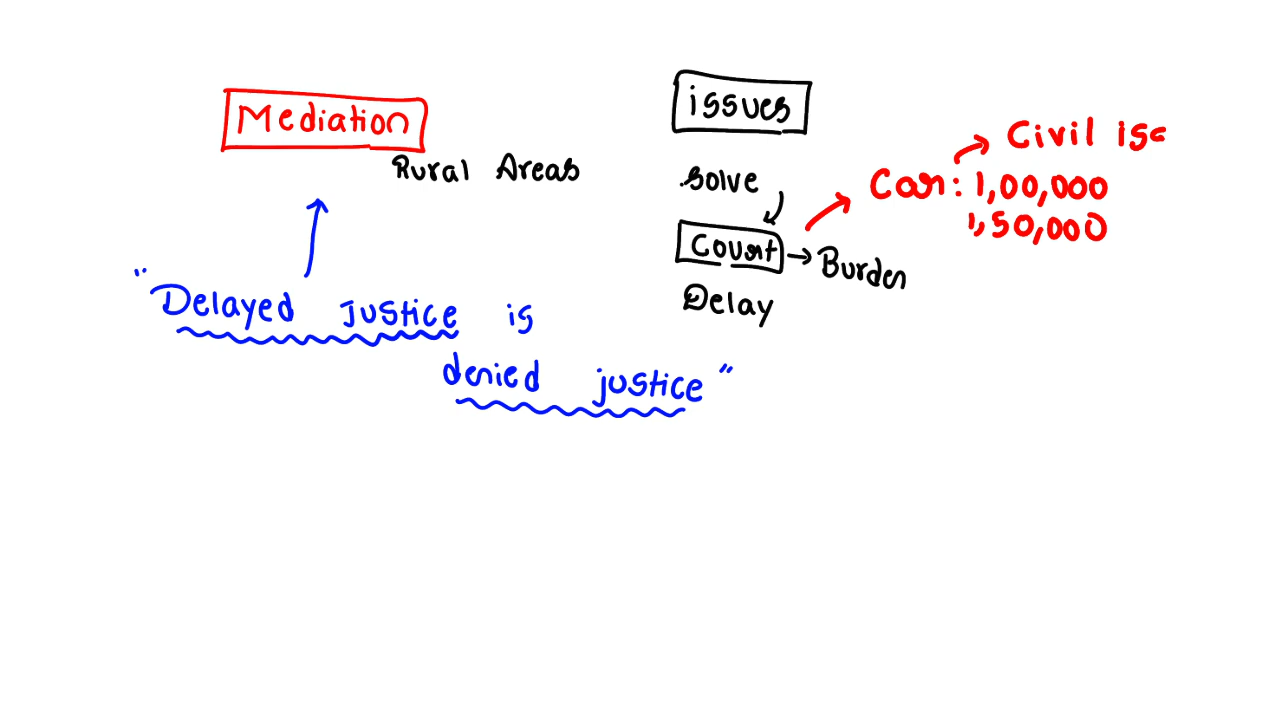 Mediation
Rural Areas
"Delayed justice is
denied justice"
issues
solve
Court → Burden
Delay
Car: 1,00,000
1,50,000
Civil